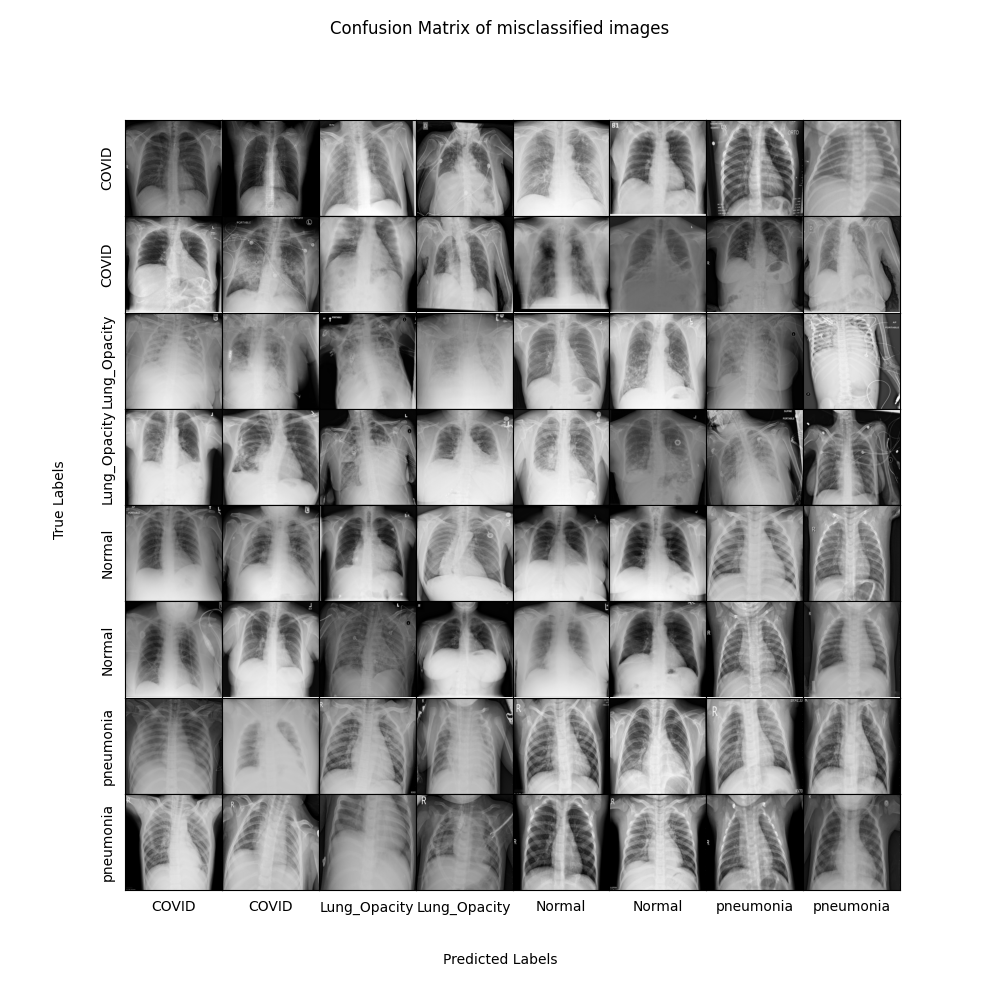 Confusion Matrix of misclassified images
True Labels
COVID
COVID
Lung_Opacity
Lung_Opacity
Normal
Normal
pneumonia
pneumonia
COVID COVID Lung_Opacity Lung_Opacity Normal Normal pneumonia pneumonia
Predicted Labels